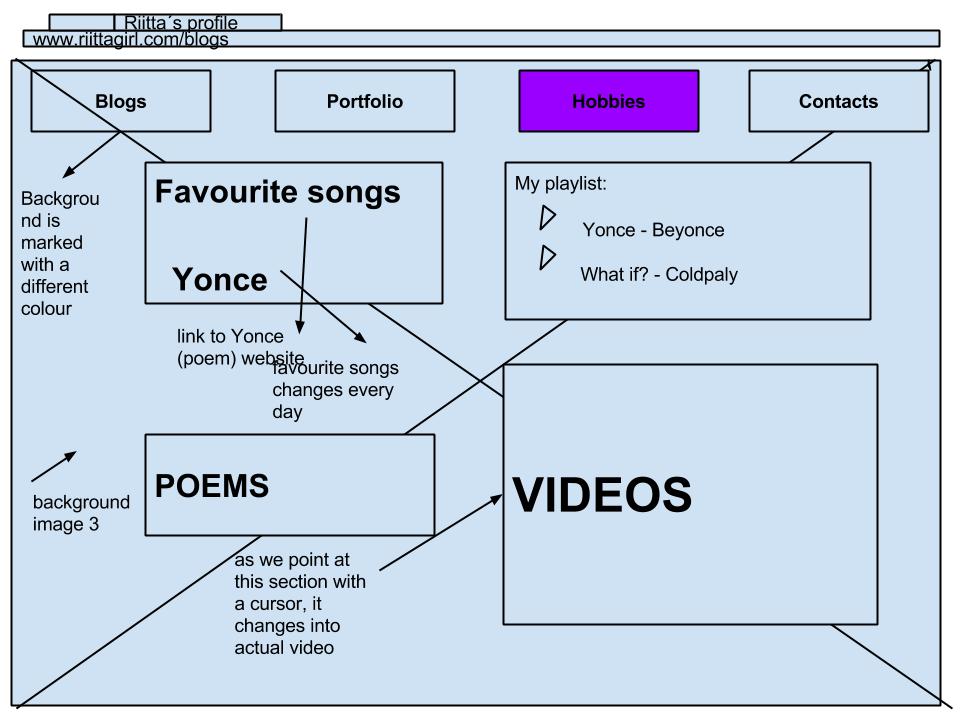 Riitta´s profile
www.riittagirl.com/blogs
Blogs
Portfolio
Hobbies
Contacts
Backgrou
nd is
marked
with a
different
colour
Favourite songs
Yonce
My playlist:
Yonce - Beyonce
What if? - Coldpaly
link to Yonce
(poem) website
favourite songs
changes every
day
POEMS
VIDEOS
background
image 3
as we point at
this section with
a cursor, it
changes into
actual video